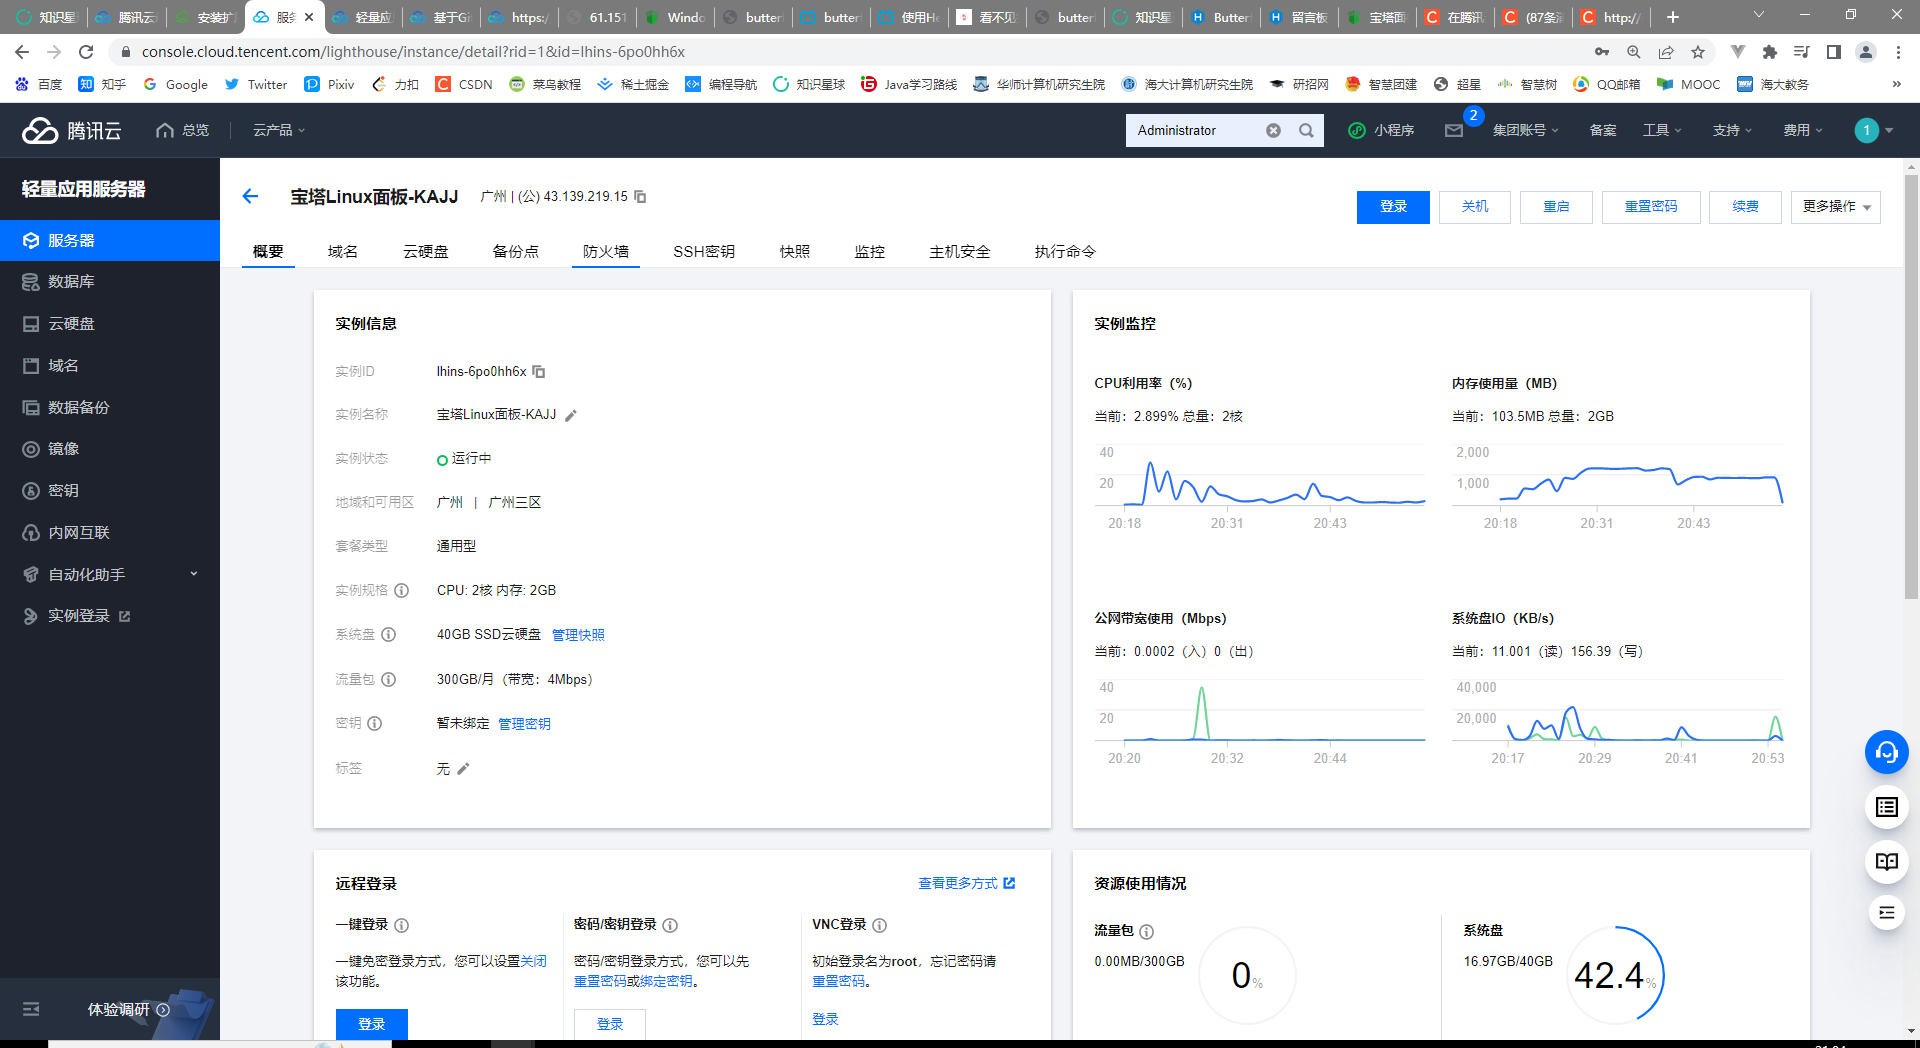 知识星
腾讯云
安装扩
服务
轻量应
基于Gi
https:/
61.151
Windo
butter
butter
使用He
看不见
butter
知识星
Butter
留言板
宝塔面
在腾讯
(87条消
http://
console.cloud.tencent.com/lighthouse/instance/detail?rid=1&id=lhins-6po0hh6x
百度
知乎
Google
Twitter
Pixiv
力扣
CSDN
菜鸟教程
稀土掘金
编程导航
知识星球
Java学习路线
华师计算机研究生院
海大计算机研究生院
研招网
智慧团建
超星
智慧树
QQ邮箱
MOOC
海大教务
»
腾讯云
总览
云产品
Administrator
小程序
2
集团账号
备案
工具
支持
费用
1
轻量应用服务器
服务器
数据库
云硬盘
域名
数据备份
镜像
密钥
内网互联
自动化助手
实例登录
体验调研
宝塔Linux面板-KAJJ
广州 | (公) 43.139.219.15
登录
关机
重启
重置密码
续费
更多操作
概要
域名
云硬盘
备份点
防火墙
SSH密钥
快照
监控
主机安全
执行命令
实例信息
实例ID lhins-6po0hh6x
实例名称 宝塔Linux面板-KAJJ
实例状态 运行中
地域和可用区 广州 | 广州三区
套餐类型 通用型
实例规格 CPU: 2核 内存: 2GB
系统盘 40GB SSD云硬盘 管理快照
流量包 300GB/月（带宽：4Mbps）
密钥 暂未绑定 管理密钥
标签 无
实例监控
CPU利用率（%）
当前：2.899% 总量：2核
40
20
20:18 20:31 20:43
内存使用量（MB）
当前：103.5MB 总量：2GB
2,000
1,000
20:18 20:31 20:43
公网带宽使用（Mbps）
当前：0.0002（入）0（出）
40
20
20:20 20:32 20:44
系统盘IO（KB/s）
当前：11.001（读）156.39（写）
40,000
20,000
20:17 20:29 20:41 20:53
远程登录
查看更多方式
一键登录
一键免密登录方式，您可以设置关闭
该功能。
登录
密码/密钥登录
密码/密钥登录方式，您可以先
重置密码或绑定密钥。
登录
VNC登录
初始登录名为root，忘记密码请
重置密码。
登录
资源使用情况
流量包
0.00MB/300GB
0%
系统盘
16.97GB/40GB
42.4%